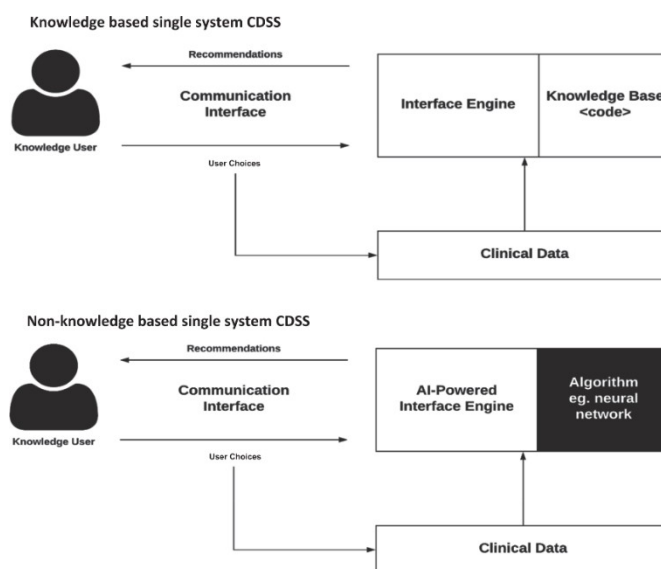 Knowledge based single system CDSS
Recommendations
Communication
Interface
Knowledge User
User Choices
Interface Engine
Knowledge Base
<code>
Clinical Data
Non-knowledge based single system CDSS
Recommendations
Communication
Interface
Knowledge User
User Choices
AI-Powered
Interface Engine
Algorithm
eg. neural
network
Clinical Data